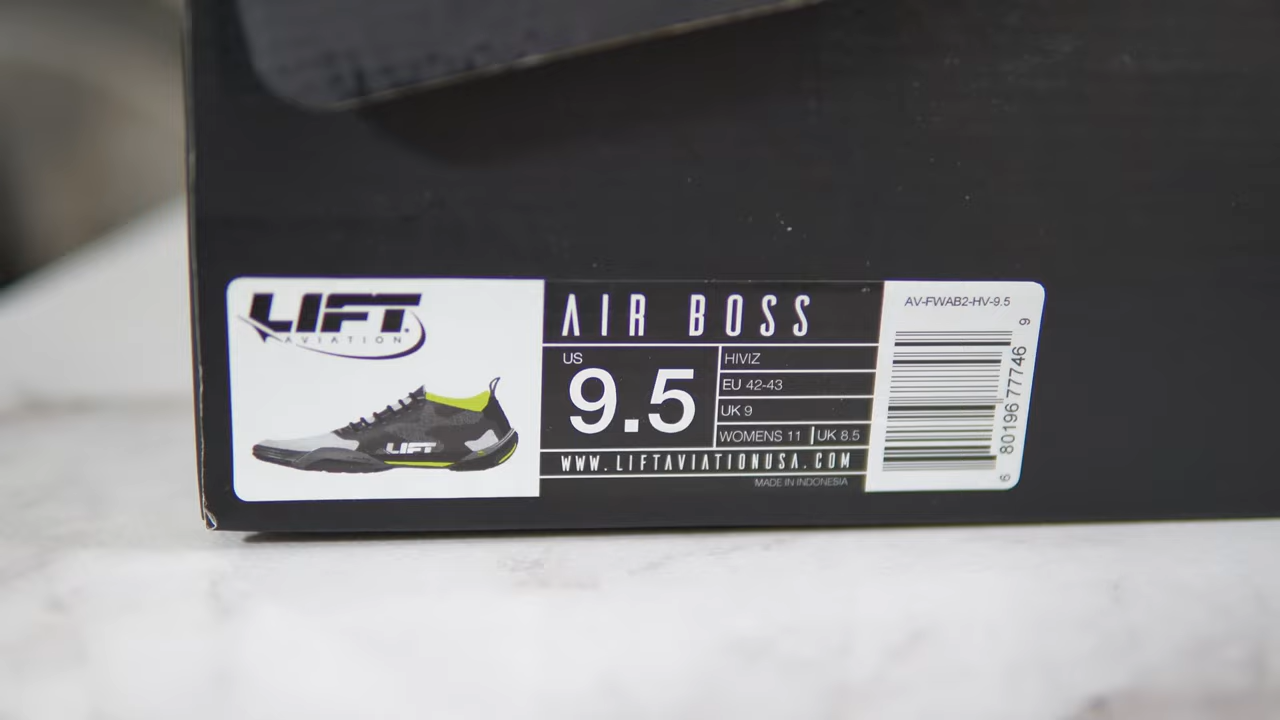 LIFT
AVIATION
LIFT
AIR BOSS
US
9.5
HIVIZ
EU 42-43
UK 9
WOMENS 11 | UK 8.5
WWW.LIFTAVIATIONUSA.COM
MADE IN INDONESIA
AV-FWAB2-HV-9.5
6 80196 77746 9